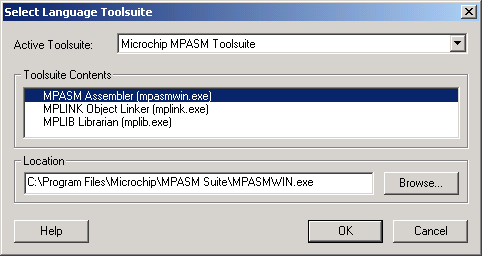 Select Language Toolsuite
Active Toolsuite: Microchip MPASM Toolsuite
Toolsuite Contents
MPASM Assembler (mpasmwin.exe)
MPLINK Object Linker (mplink.exe)
MPLIB Librarian (mplib.exe)
Location
C:\Program Files\Microchip\MPASM Suite\MPASMWIN.exe Browse...
Help OK Cancel